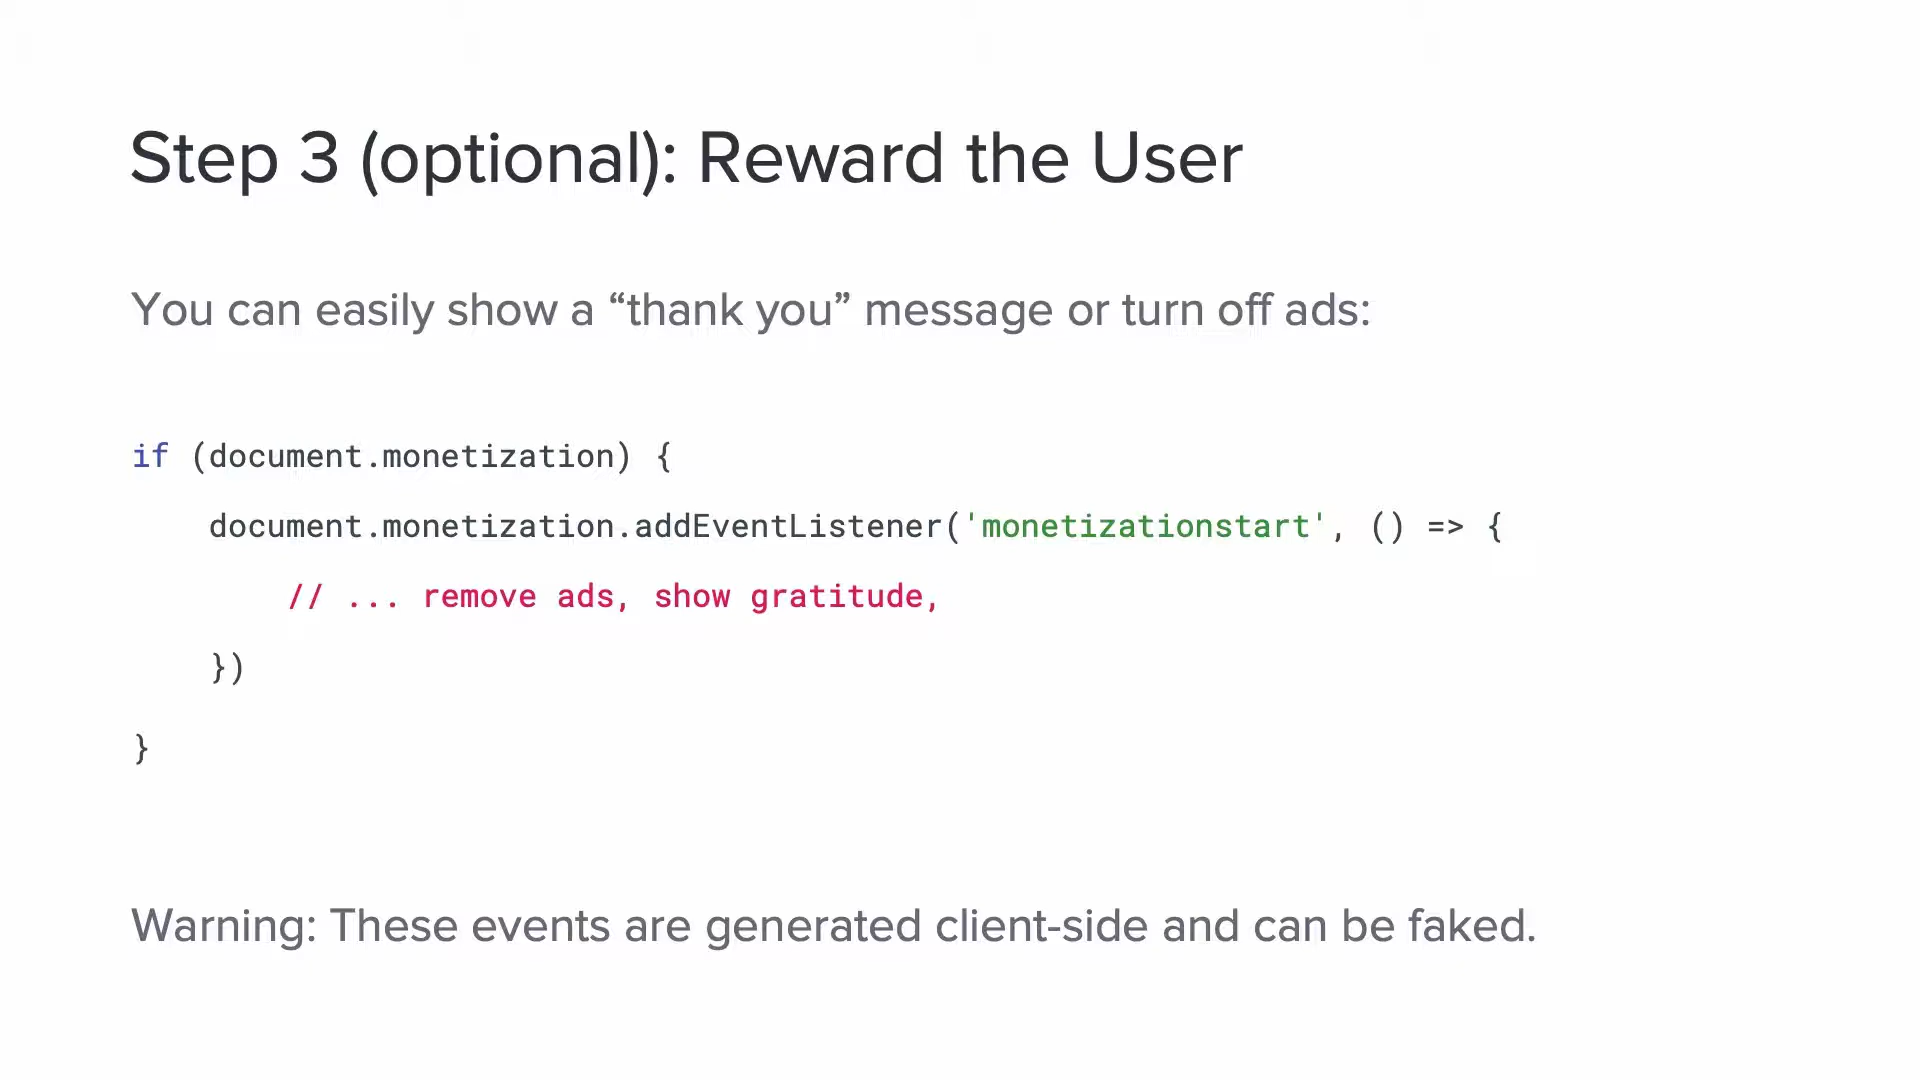 Step 3 (optional): Reward the User
You can easily show a “thank you” message or turn off ads:
if (document.monetization) {
    document.monetization.addEventListener('monetizationstart', () => {
        // ... remove ads, show gratitude,
    })
}
Warning: These events are generated client-side and can be faked.